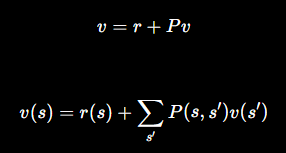 v = r + Pv
v(s) = r(s) + ∑_{s'} P(s, s')v(s')